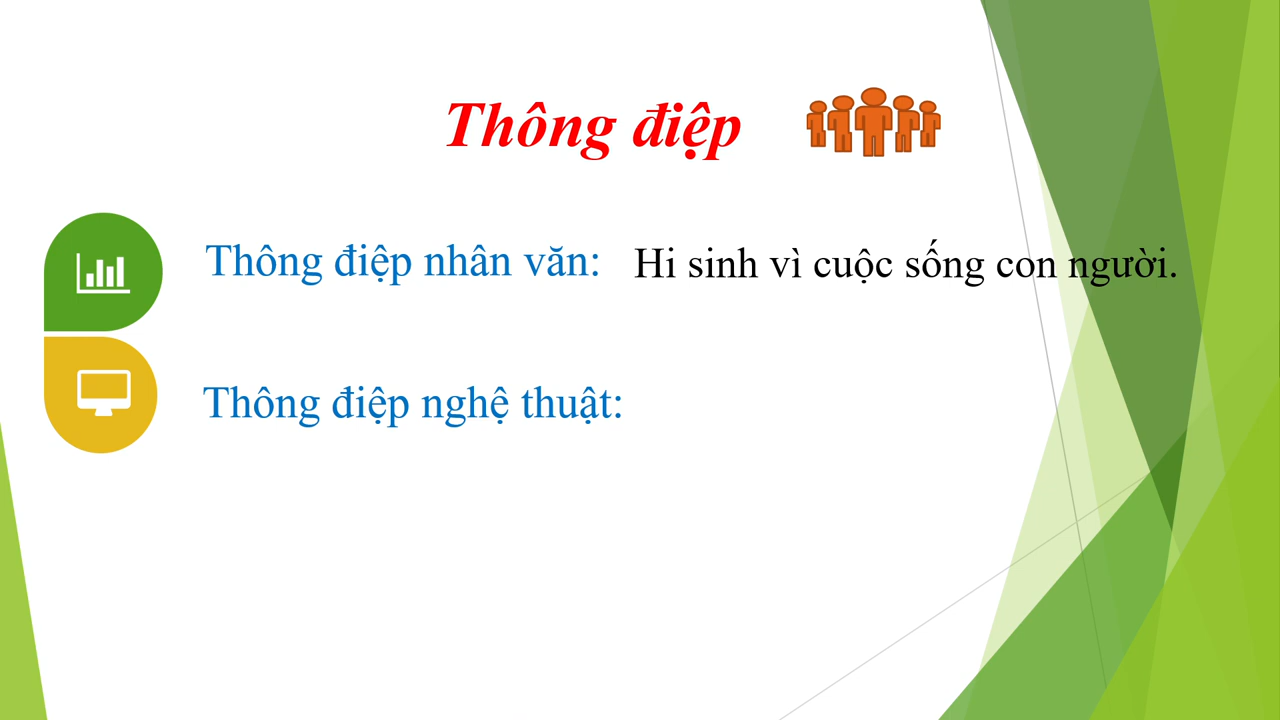 Thông điệp
Thông điệp nhân văn: Hi sinh vì cuộc sống con người.
Thông điệp nghệ thuật: